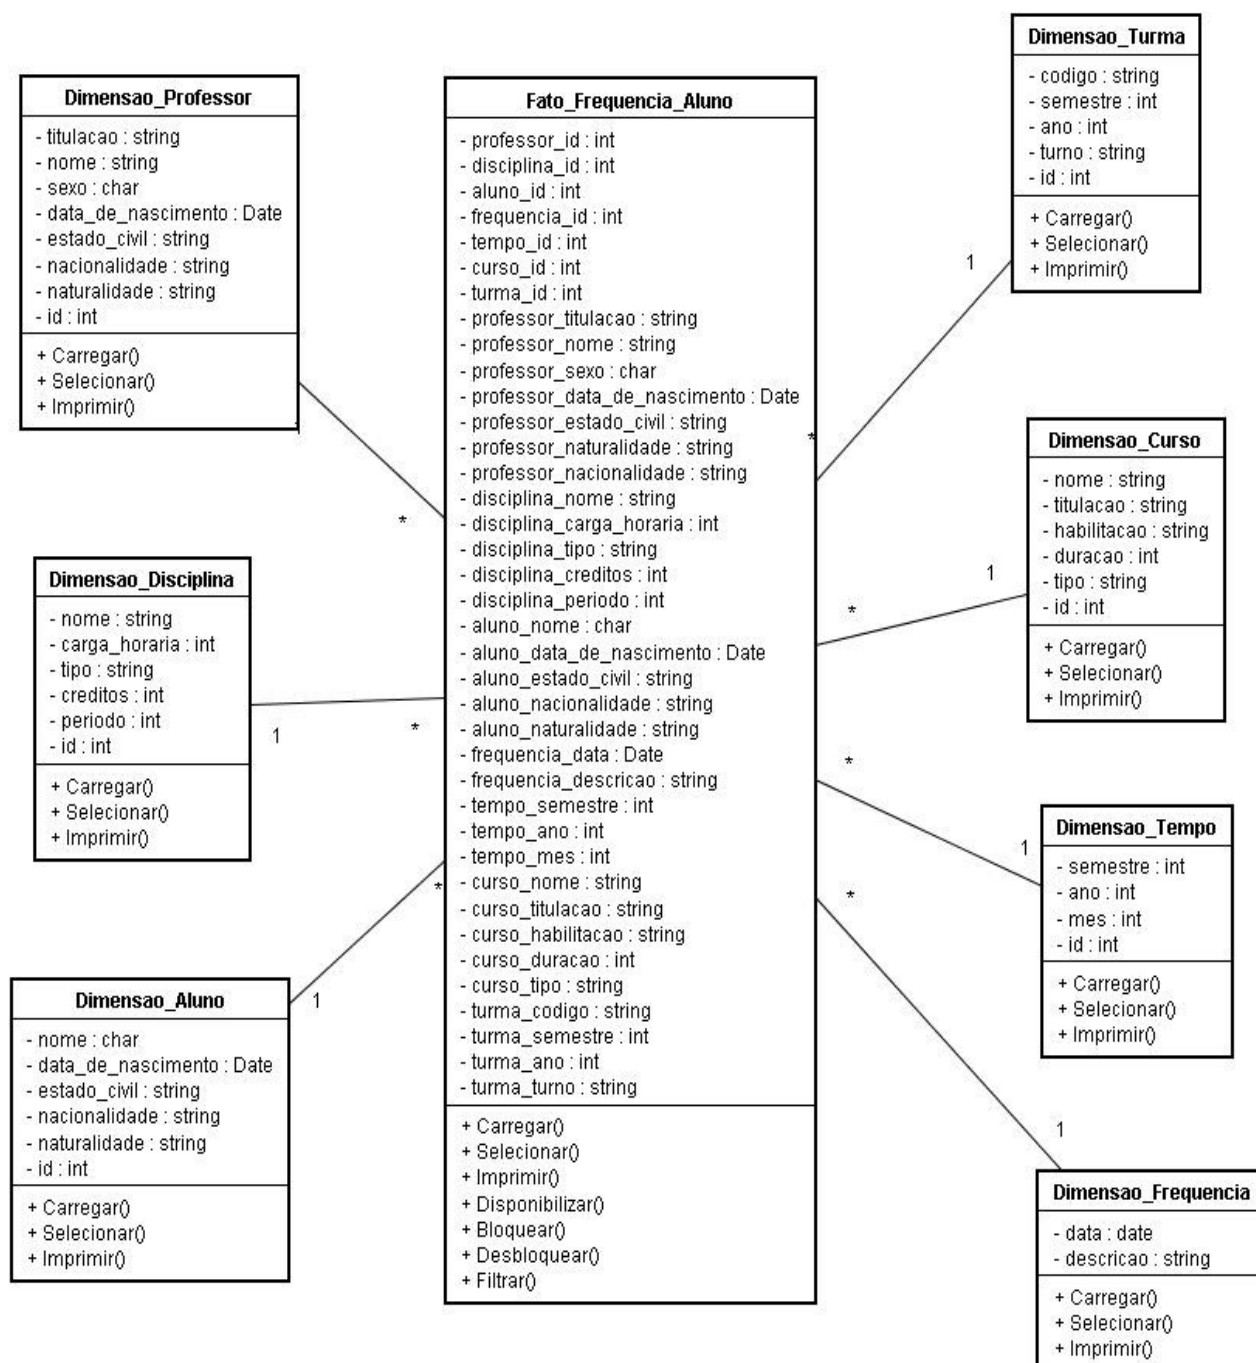 Dimensao_Professor
- titulacao : string
- nome : string
- sexo : char
- data_de_nascimento : Date
- estado_civil : string
- nacionalidade : string
- naturalidade : string
- id : int
+ Carregar()
+ Selecionar()
+ Imprimir()
*
Dimensao_Disciplina
- nome : string
- carga_horaria : int
- tipo : string
- creditos : int
- periodo : int
- id : int
+ Carregar()
+ Selecionar()
+ Imprimir()
1
*
Dimensao_Aluno
- nome : char
- data_de_nascimento : Date
- estado_civil : string
- nacionalidade : string
- naturalidade : string
- id : int
+ Carregar()
+ Selecionar()
+ Imprimir()
1
*
Fato_Frequencia_Aluno
- professor_id : int
- disciplina_id : int
- aluno_id : int
- frequencia_id : int
- tempo_id : int
- curso_id : int
- turma_id : int
- professor_titulacao : string
- professor_nome : string
- professor_sexo : char
- professor_data_de_nascimento : Date
- professor_estado_civil : string
- professor_naturalidade : string
- professor_nacionalidade : string
- disciplina_nome : string
- disciplina_carga_horaria : int
- disciplina_tipo : string
- disciplina_creditos : int
- disciplina_periodo : int
- aluno_nome : char
- aluno_data_de_nascimento : Date
- aluno_estado_civil : string
- aluno_nacionalidade : string
- aluno_naturalidade : string
- frequencia_data : Date
- frequencia_descricao : string
- tempo_semestre : int
- tempo_ano : int
- tempo_mes : int
- curso_nome : string
- curso_titulacao : string
- curso_habilitacao : string
- curso_duracao : int
- curso_tipo : string
- turma_codigo : string
- turma_semestre : int
- turma_ano : int
- turma_turno : string
+ Carregar()
+ Selecionar()
+ Imprimir()
+ Disponibilizar()
+ Bloquear()
+ Desbloquear()
+ Filtrar()
Dimensao_Turma
- codigo : string
- semestre : int
- ano : int
- turno : string
- id : int
+ Carregar()
+ Selecionar()
+ Imprimir()
1
*
Dimensao_Curso
- nome : string
- titulacao : string
- habilitacao : string
- duracao : int
- tipo : string
- id : int
+ Carregar()
+ Selecionar()
+ Imprimir()
1
*
Dimensao_Tempo
- semestre : int
- ano : int
- mes : int
- id : int
+ Carregar()
+ Selecionar()
+ Imprimir()
*
1
Dimensao_Frequencia
- data : date
- descricao : string
+ Carregar()
+ Selecionar()
+ Imprimir()
*
1